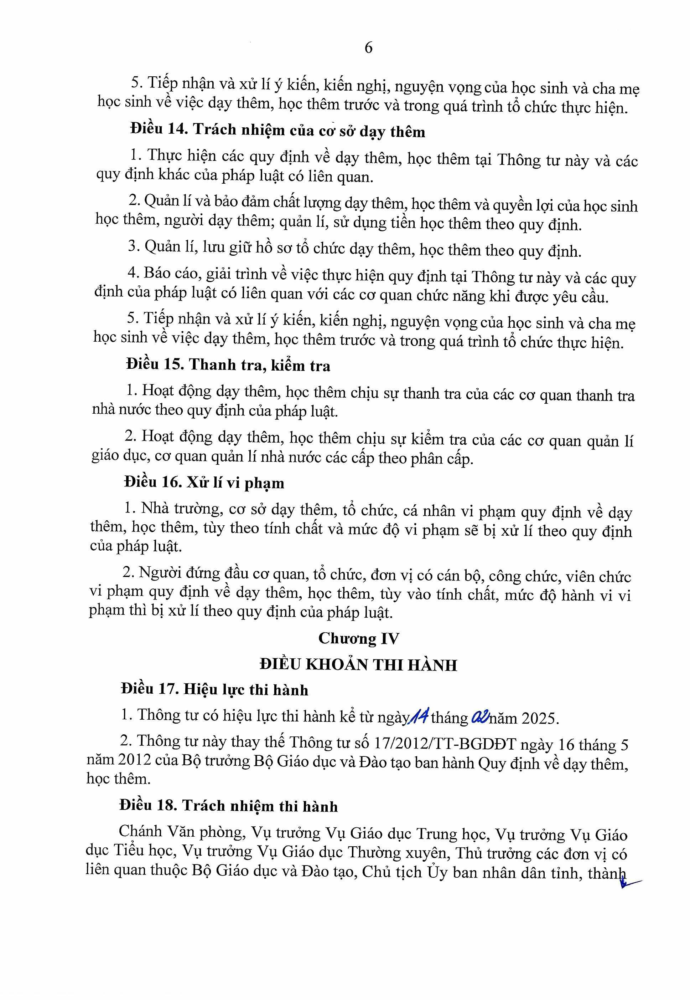 6
5. Tiếp nhận và xử lí ý kiến, kiến nghị, nguyện vọng của học sinh và cha mẹ
học sinh về việc dạy thêm, học thêm trước và trong quá trình tổ chức thực hiện.
Điều 14. Trách nhiệm của cơ sở dạy thêm
1. Thực hiện các quy định về dạy thêm, học thêm tại Thông tư này và các
quy định khác của pháp luật có liên quan.
2. Quản lí và bảo đảm chất lượng dạy thêm, học thêm và quyền lợi của học sinh
học thêm, người dạy thêm; quản lí, sử dụng tiền học thêm theo quy định.
3. Quản lí, lưu giữ hồ sơ tổ chức dạy thêm, học thêm theo quy định.
4. Báo cáo, giải trình về việc thực hiện quy định tại Thông tư này và các quy
định của pháp luật có liên quan với các cơ quan chức năng khi được yêu cầu.
5. Tiếp nhận và xử lí ý kiến, kiến nghị, nguyện vọng của học sinh và cha mẹ
học sinh về việc dạy thêm, học thêm trước và trong quá trình tổ chức thực hiện.
Điều 15. Thanh tra, kiểm tra
1. Hoạt động dạy thêm, học thêm chịu sự thanh tra của các cơ quan thanh tra
nhà nước theo quy định của pháp luật.
2. Hoạt động dạy thêm, học thêm chịu sự kiểm tra của các cơ quan quản lí
giáo dục, cơ quan quản lí nhà nước các cấp theo phân cấp.
Điều 16. Xử lí vi phạm
1. Nhà trường, cơ sở dạy thêm, tổ chức, cá nhân vi phạm quy định về dạy
thêm, học thêm, tùy theo tính chất và mức độ vi phạm sẽ bị xử lí theo quy định
của pháp luật.
2. Người đứng đầu cơ quan, tổ chức, đơn vị có cán bộ, công chức, viên chức
vi phạm quy định về dạy thêm, học thêm, tùy vào tính chất, mức độ hành vi vi
phạm thì bị xử lí theo quy định của pháp luật.
Chương IV
ĐIỀU KHOẢN THI HÀNH
Điều 17. Hiệu lực thi hành
1. Thông tư có hiệu lực thi hành kể từ ngày 14 tháng 02 năm 2025.
2. Thông tư này thay thế Thông tư số 17/2012/TT-BGDĐT ngày 16 tháng 5
năm 2012 của Bộ trưởng Bộ Giáo dục và Đào tạo ban hành Quy định về dạy thêm,
học thêm.
Điều 18. Trách nhiệm thi hành
Chánh Văn phòng, Vụ trưởng Vụ Giáo dục Trung học, Vụ trưởng Vụ Giáo
dục Tiểu học, Vụ trưởng Vụ Giáo dục Thường xuyên, Thủ trưởng các đơn vị có
liên quan thuộc Bộ Giáo dục và Đào tạo, Chủ tịch Ủy ban nhân dân tỉnh, thành